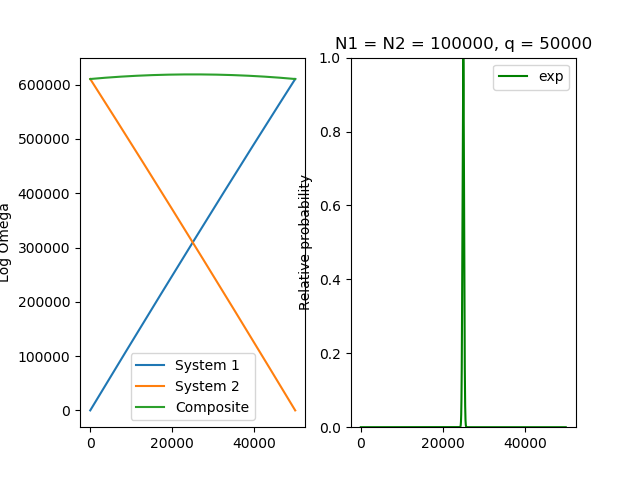 N1 = N2 = 100000, q = 50000
Log Omega
600000
500000
400000
300000
200000
100000
0
0
20000
40000
System 1
System 2
Composite
Relative probability
1.0
0.8
0.6
0.4
0.2
0.0
0
20000
40000
exp